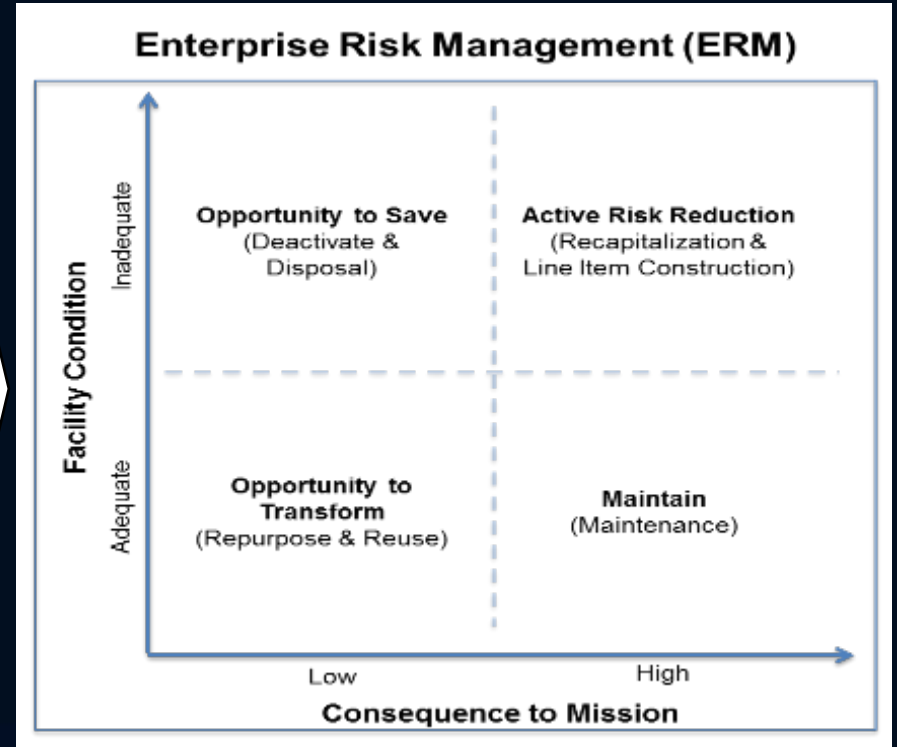 Enterprise Risk Management (ERM)
Facility Condition
Inadequate
Adequate
Opportunity to Save
(Deactivate &
Disposal)
Active Risk Reduction
(Recapitalization &
Line Item Construction)
Opportunity to
Transform
(Repurpose & Reuse)
Maintain
(Maintenance)
Low
High
Consequence to Mission